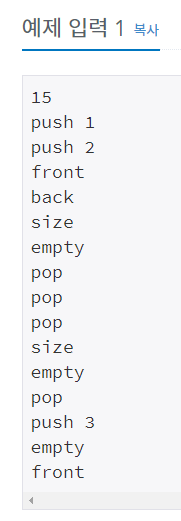 예제 입력 1 복사
15
push 1
push 2
front
back
size
empty
pop
pop
pop
size
empty
pop
push 3
empty
front